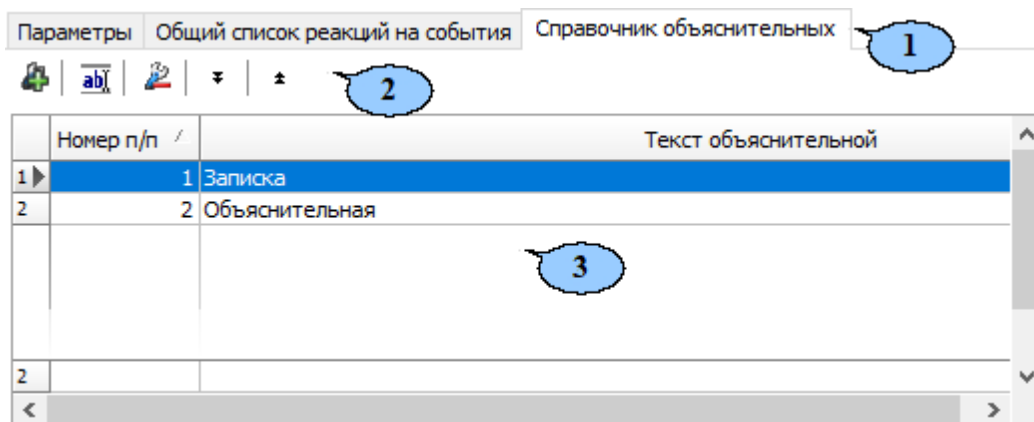 Параметры Общий список реакций на события Справочник объяснительных
1
ab
2
Номер п/п Текст объяснительной
1 1 Записка
2 2 Объяснительная
3
2